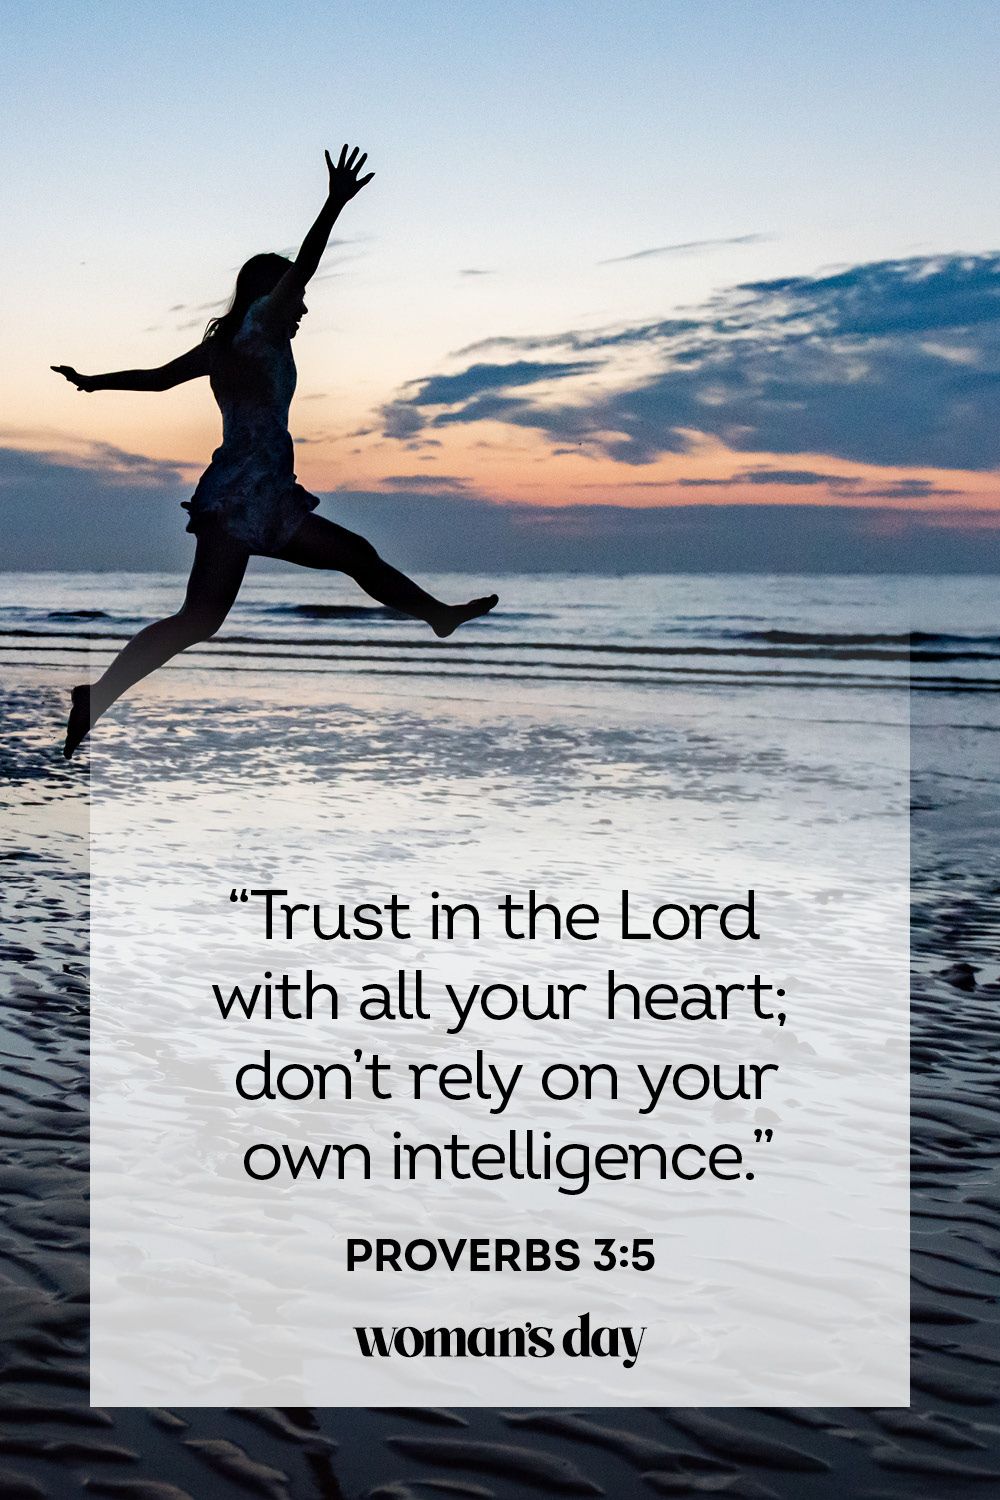 “Trust in the Lord
with all your heart;
don’t rely on your
own intelligence.”
PROVERBS 3:5
woman’s day